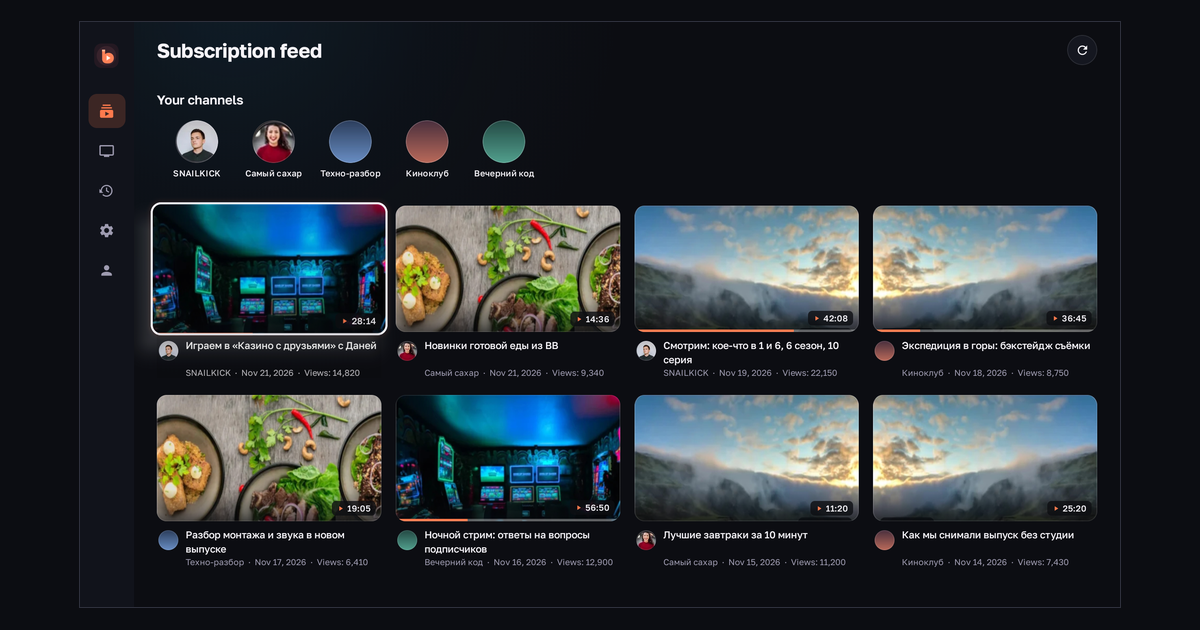 Subscription feed
Your channels
SNAILKICK
Самый сахар
Техно-разбор
Киноклуб
Вечерний код
28:14
14:36
42:08
36:45
Играем в «Казино с друзьями» с Даней
SNAILKICK · Nov 21, 2026 · Views: 14,820
Новинки готовой еды из ВВ
Самый сахар · Nov 21, 2026 · Views: 9,340
Смотрим: кое-что в 1 и 6, 6 сезон, 10
серия
SNAILKICK · Nov 19, 2026 · Views: 22,150
Экспедиция в горы: бэкстейдж съёмки
Киноклуб · Nov 18, 2026 · Views: 8,750
19:05
56:50
11:20
25:20
Разбор монтажа и звука в новом
выпуске
Техно-разбор · Nov 17, 2026 · Views: 6,410
Ночной стрим: ответы на вопросы
подписчиков
Вечерний код · Nov 16, 2026 · Views: 12,900
Лучшие завтраки за 10 минут
Самый сахар · Nov 15, 2026 · Views: 11,200
Как мы снимали выпуск без студии
Киноклуб · Nov 14, 2026 · Views: 7,430